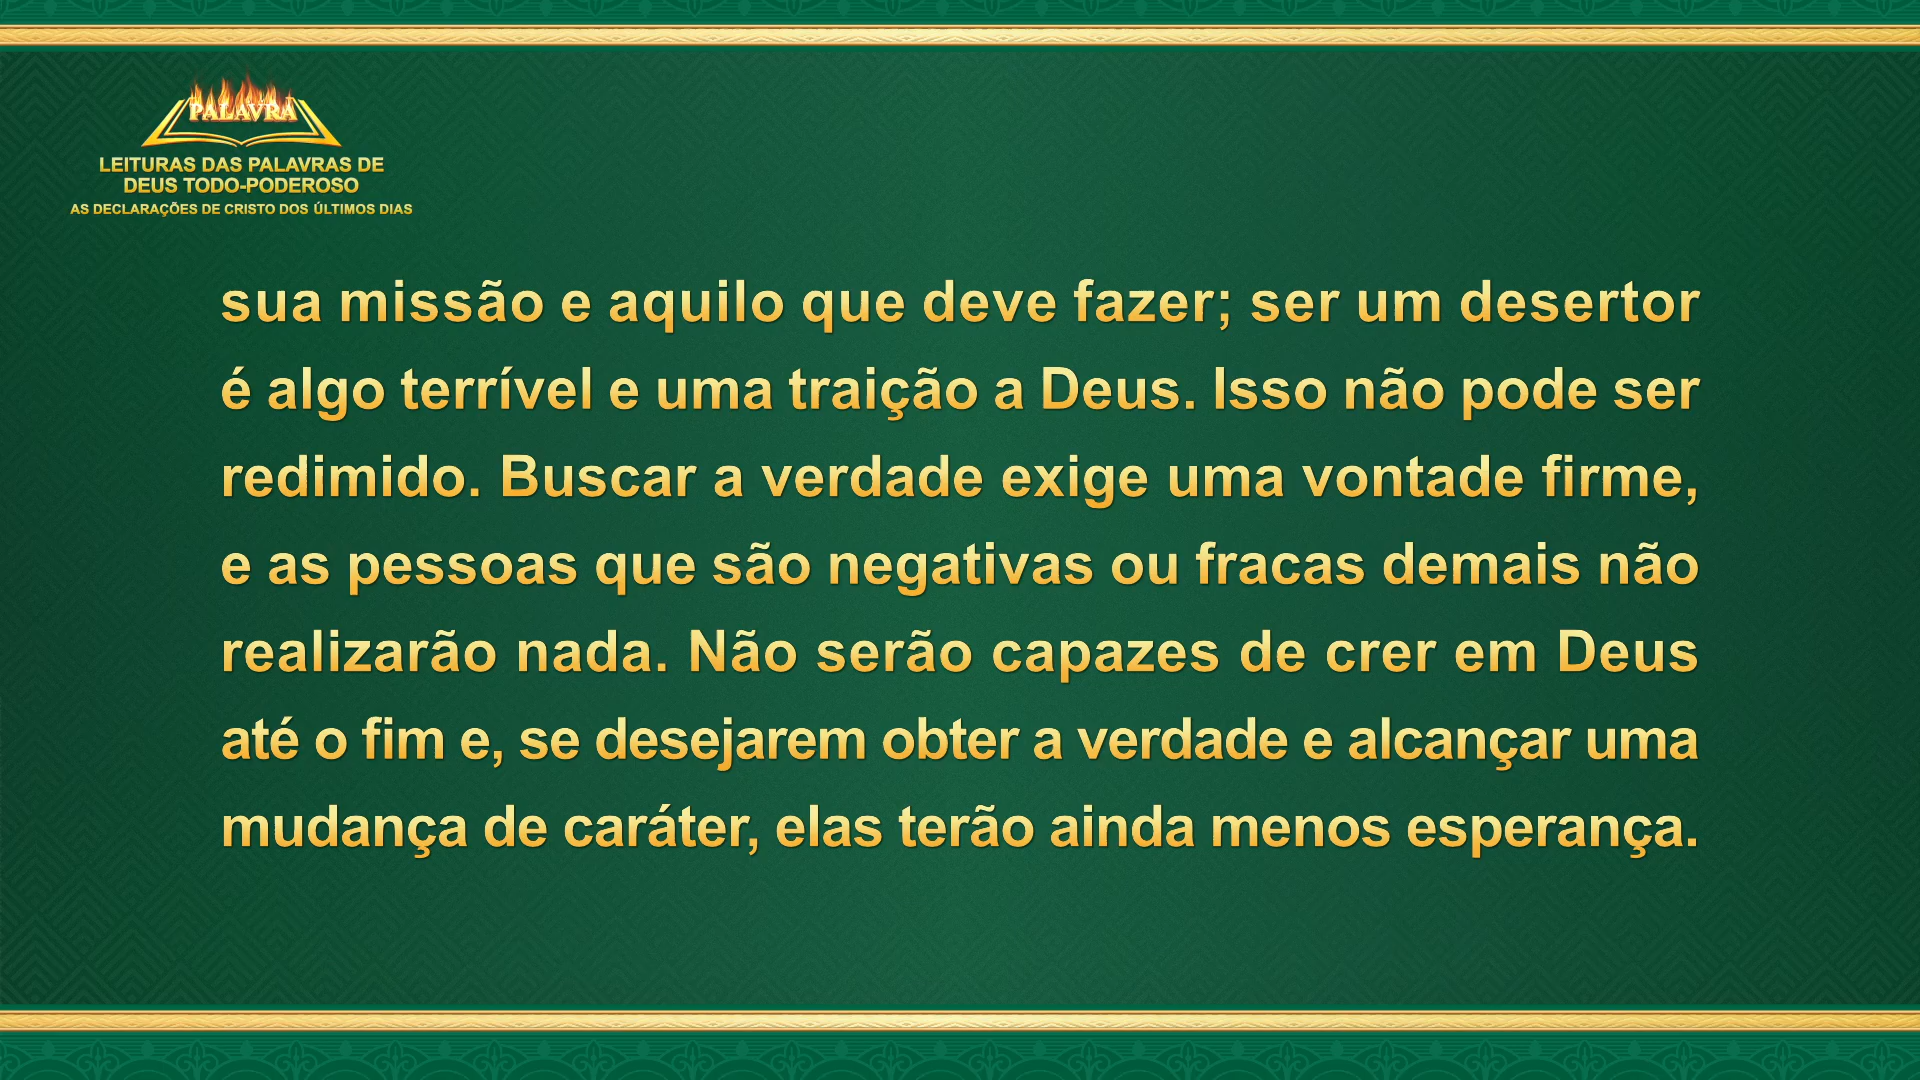 PALAVRA
LEITURAS DAS PALAVRAS DE
DEUS TODO-PODEROSO
AS DECLARAÇÕES DE CRISTO DOS ÚLTIMOS DIAS
sua missão e aquilo que deve fazer; ser um desertor
é algo terrível e uma traição a Deus. Isso não pode ser
redimido. Buscar a verdade exige uma vontade firme,
e as pessoas que são negativas ou fracas demais não
realizarão nada. Não serão capazes de crer em Deus
até o fim e, se desejarem obter a verdade e alcançar uma
mudança de caráter, elas terão ainda menos esperança.